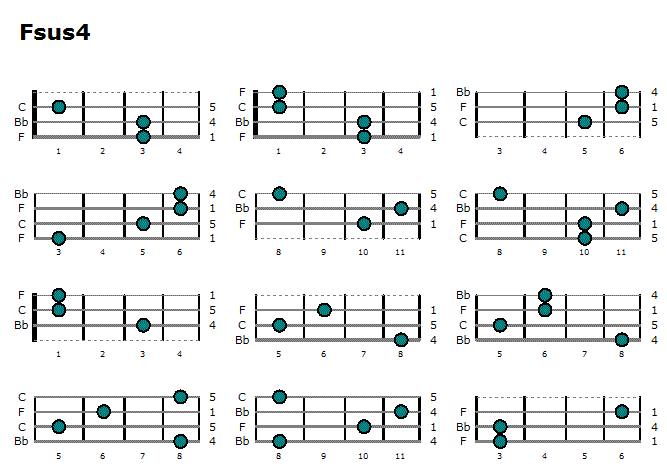 Fsus4
F 1 F 1 Bb 4
C 5 C 5 F 1
Bb 4 Bb 4 C 5
F 1 F 1
1 2 3 4 1 2 3 4 3 4 5 6
Bb 4 C 5 C 5
F 1 Bb 4 Bb 4
C 5 F 1 F 1
F 1 C 5
3 4 5 6 8 9 10 11 8 9 10 11
F 1 Bb 4
C 5 F 1 F 1
Bb 4 C 5 C 5
Bb 4 Bb 4
1 2 3 4 5 6 7 8 5 6 7 8
C 5 C 5
F 1 Bb 4 F 1
C 5 F 1 Bb 4
Bb 4 Bb 4 F 1
5 6 7 8 8 9 10 11 3 4 5 6